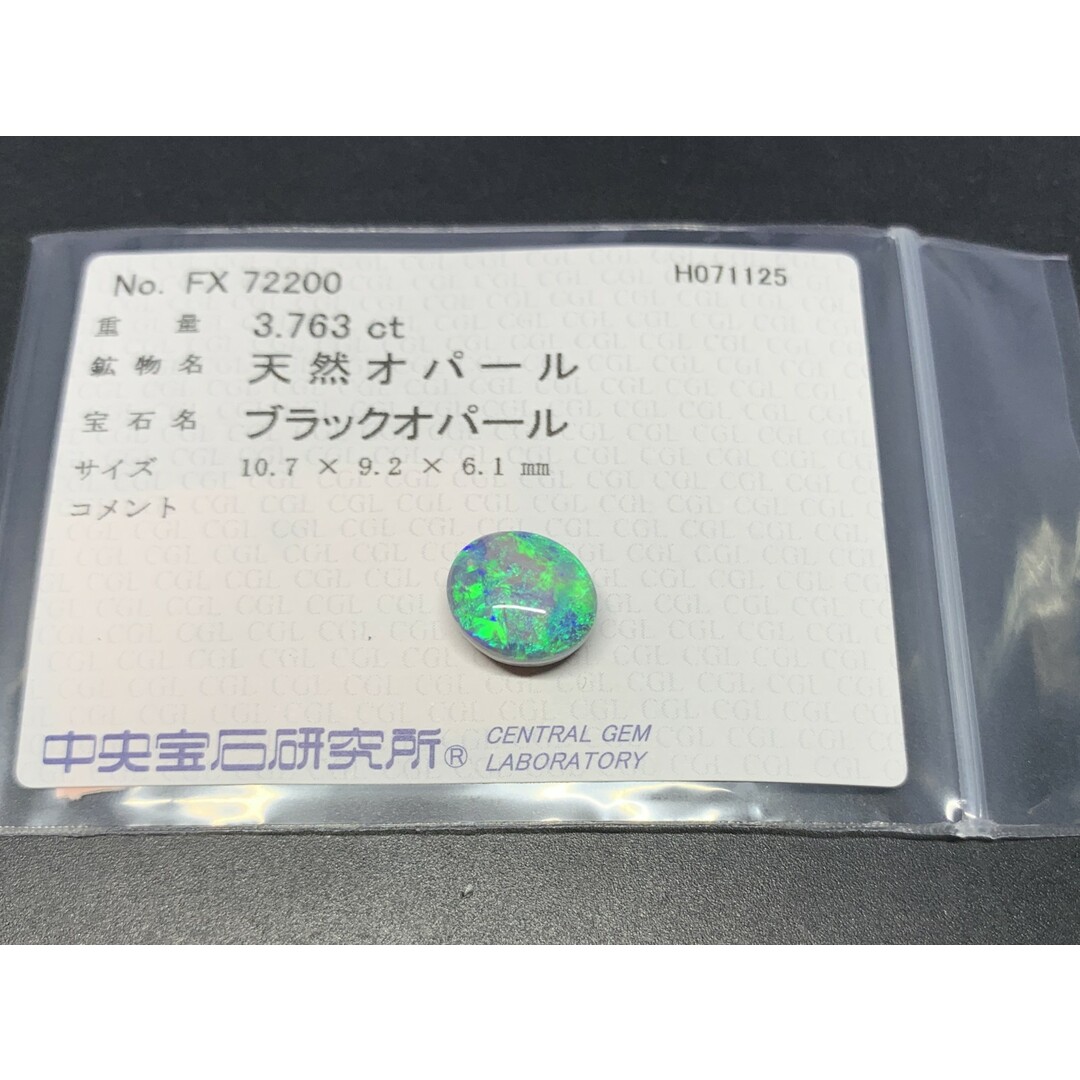 No. FX 72200 H071125
重量 3.763 ct
鉱物名 天然オパール
宝石名 ブラックオパール
サイズ 10.7 × 9.2 × 6.1 mm
コメント
中央宝石研究所® CENTRAL GEM
LABORATORY